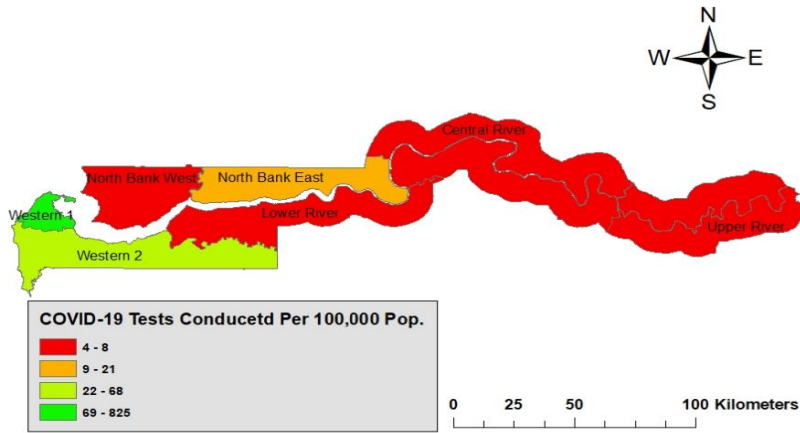 N
W E
S
Central River
North Bank West
North Bank East
Western 1
Lower River
Upper River
Western 2
COVID-19 Tests Conducetd Per 100,000 Pop.
4 - 8
9 - 21
22 - 68
69 - 825
0 25 50 100 Kilometers